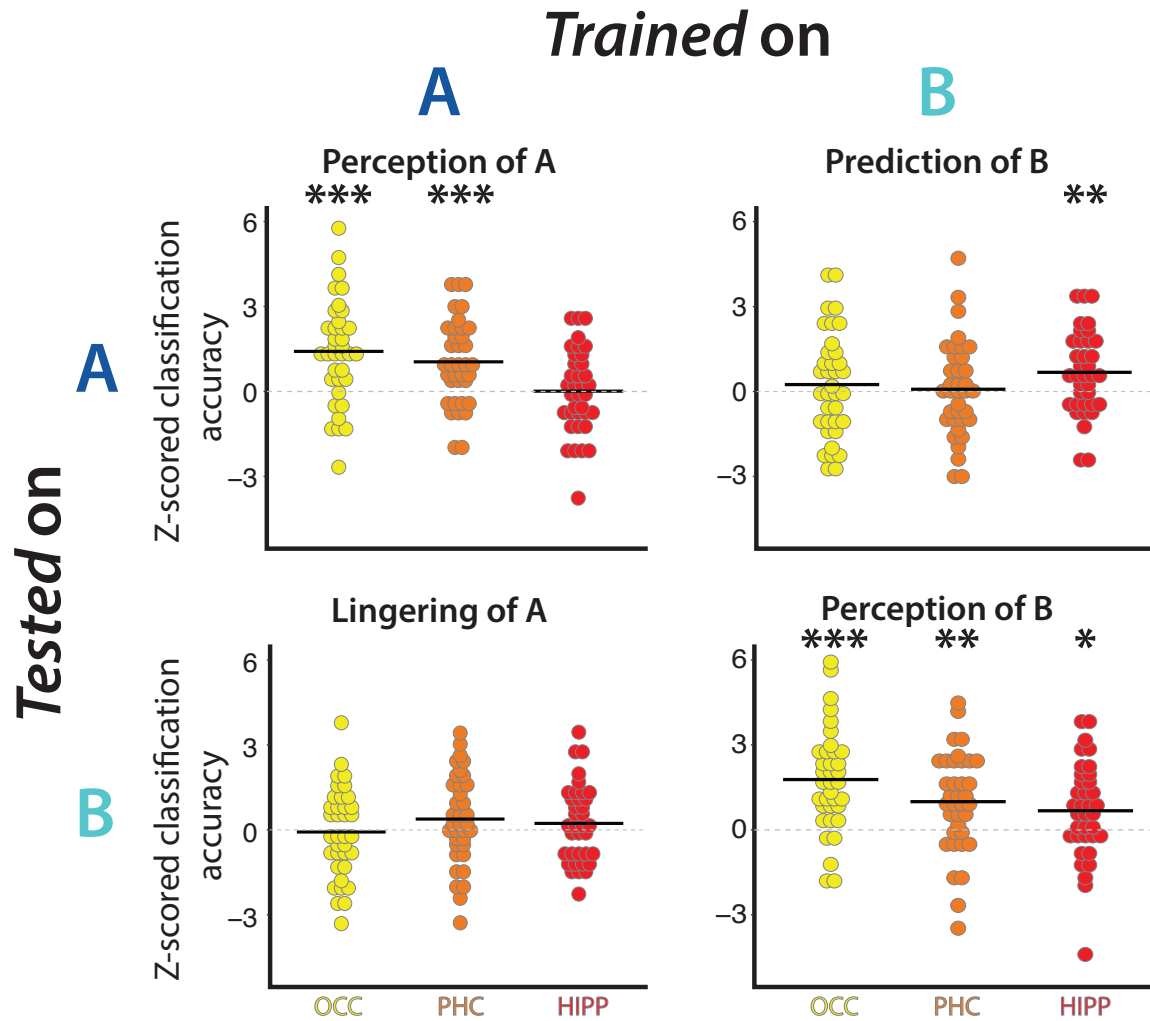 Trained on
A
B
Perception of A
Prediction of B
*** ***
**
Tested on
A
Z-scored classification
accuracy
6
3
0
−3
6
3
0
−3
Lingering of A
Perception of B
*** ** *
B
Z-scored classification
accuracy
6
3
0
−3
6
3
0
−3
OCC PHC HIPP
OCC PHC HIPP